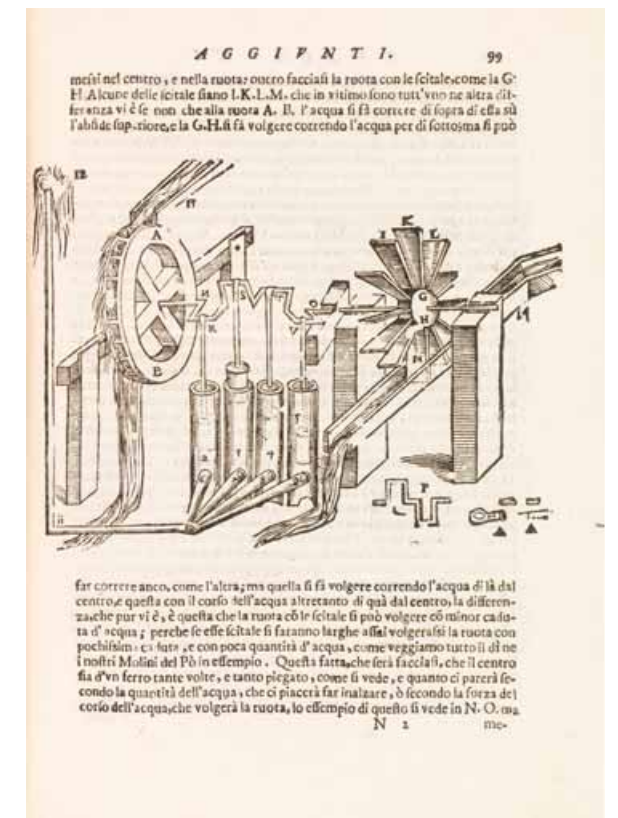 AGGIVNTI. 99
messi nel centro, e nella ruota: ouero facciasi la ruota con le scitale, come la G.
H. Alcune delle scitale siano I.K.L.M. che in vltimo sono tutt'vno ne altra dif-
ferenza vi è se non che alla ruota A. B. l'acqua si fà correre di sopra di essa sù
l'abside superiore, e la G.H. si fà volgere correndo l'acqua per di sotto: ma si può
12
17
A
K
I
L
G
H
M
N
S
O
R
V
B
N
P
11
far correre anco, come l'altra; ma quella si fà volgere correndo l'acqua di là dal
centro, e questa con il corso dell'acqua altretanto di quà dal centro, la differen-
za, che pur vi è, è questa che la ruota cō le scitale si può volgere cō minor cadu-
ta d'acqua; perche se esse scitale si faranno larghe assai volgerassi la ruota con
pochissima caduta, e con poca quantità d'acqua, come veggiamo tutto il dì ne
i nostri Molini del Pò in essempio. Questa fatta, che serà facciasi, che il centro
sia d'vn ferro tante volte, e tanto piegato, come si vede, e quanto ci parerà se-
condo la quantità dell'acqua, che ci piacerà far inalzare, ò secondo la forza del
corso dell'acqua, che volgerà la ruota, lo essempio di questo si vede in N. O. ma
N 2 me-